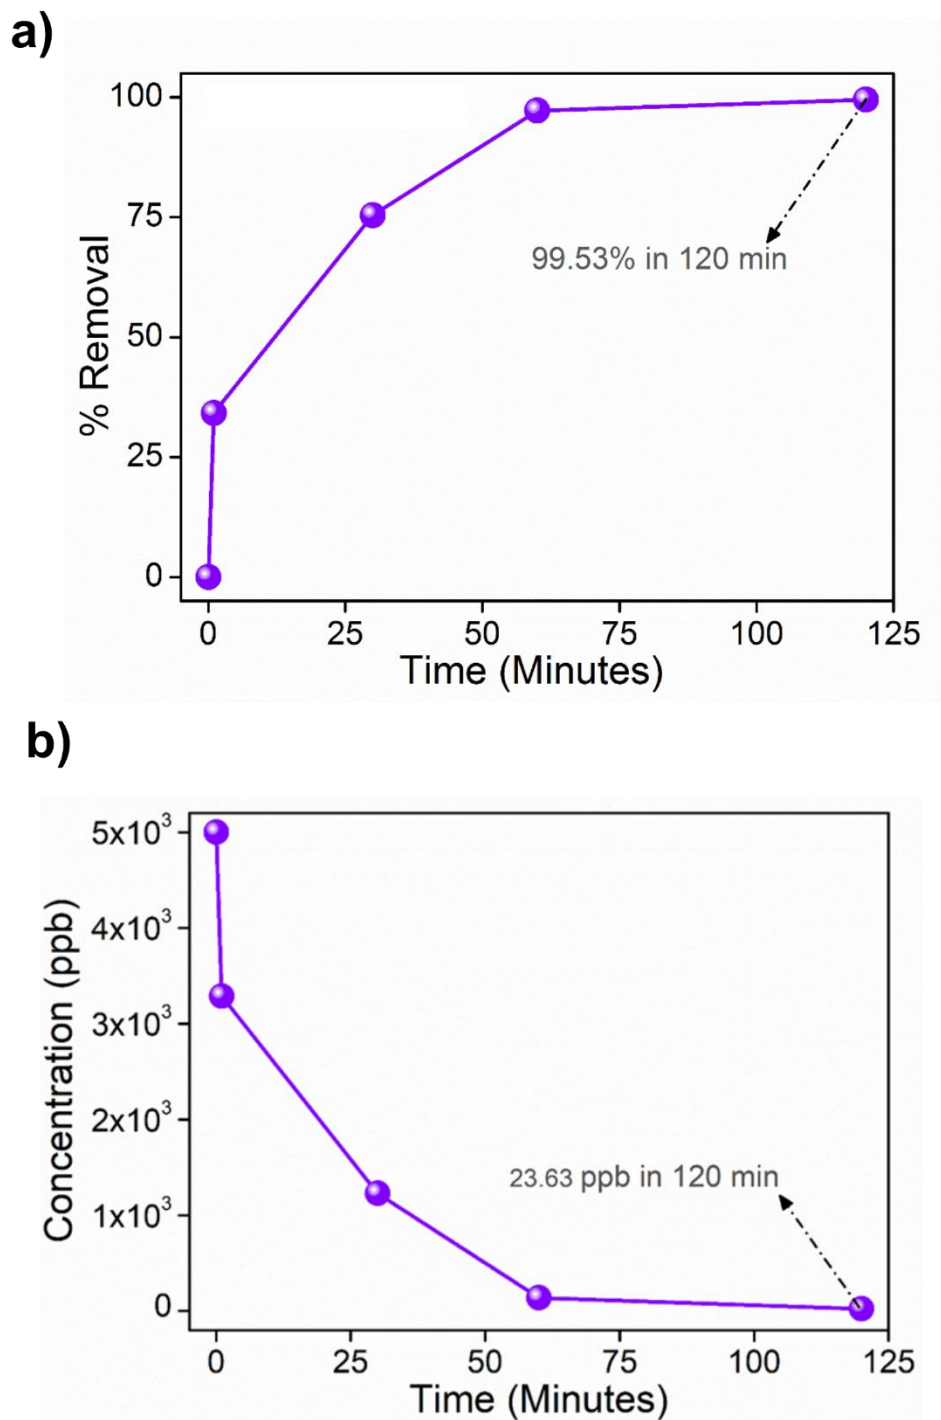 a)
100
75
50
25
0
% Removal
99.53% in 120 min
0 25 50 75 100 125
Time (Minutes)
b)
5x10³
4x10³
3x10³
2x10³
1x10³
0
Concentration (ppb)
23.63 ppb in 120 min
0 25 50 75 100 125
Time (Minutes)